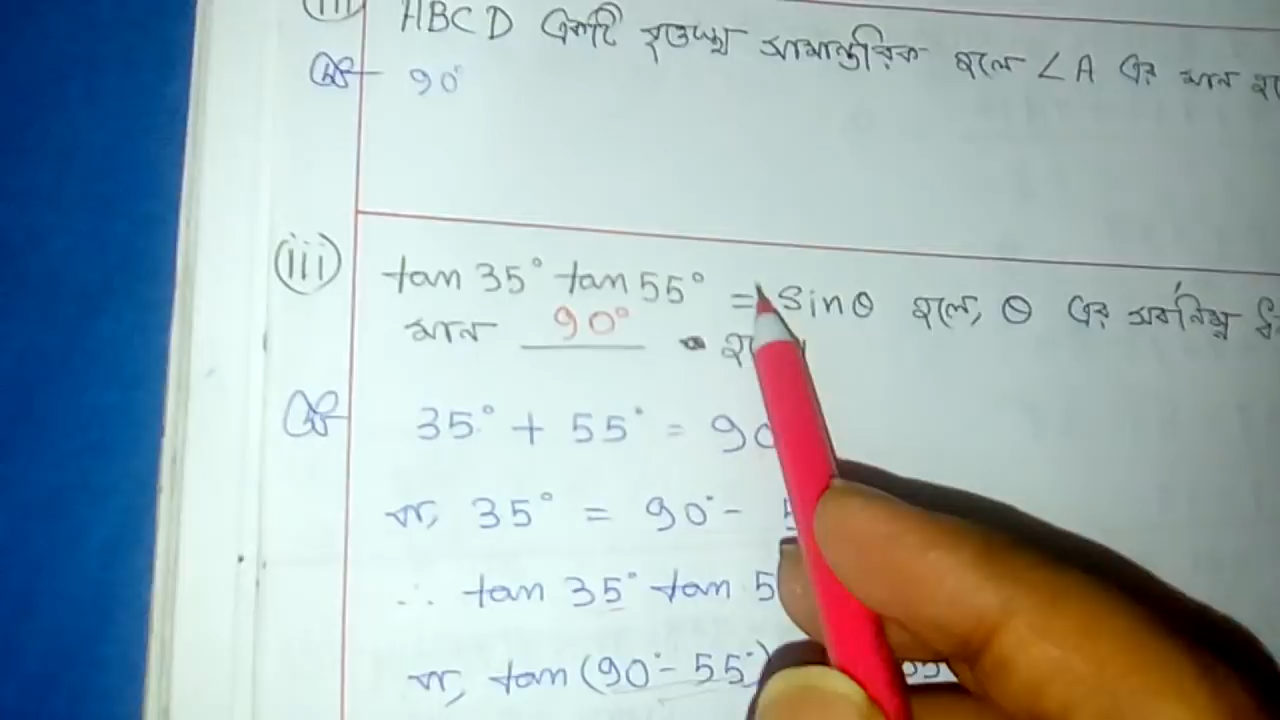 ABCD একটি বৃত্তস্থ সামান্তরিক হলে ∠A এর মান
90°
(iii) tan 35° tan 55° = sinθ হলে, θ এর সর্বনিম্ন
মান 90°
35° + 55° = 90
বা, 35° = 90° -
∴ tan 35° tan 5
বা, tan (90° - 55°)